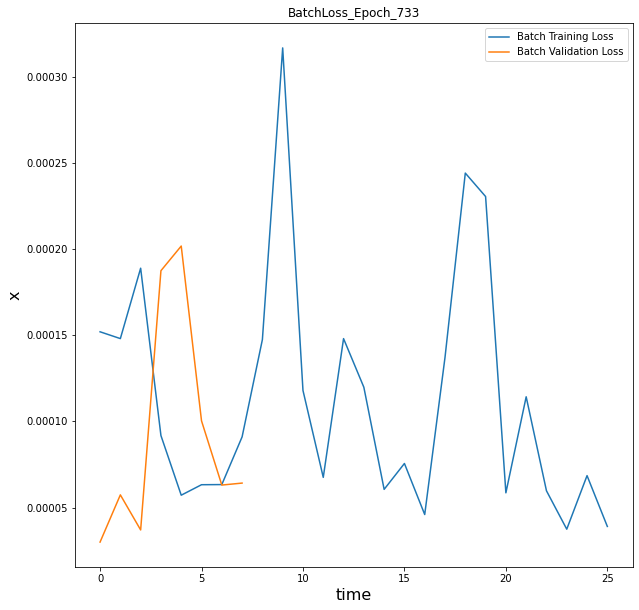 BatchLoss_Epoch_733
Batch Training Loss
Batch Validation Loss
0.00030
0.00025
0.00020
0.00015
0.00010
0.00005
x
0 5 10 15 20 25
time